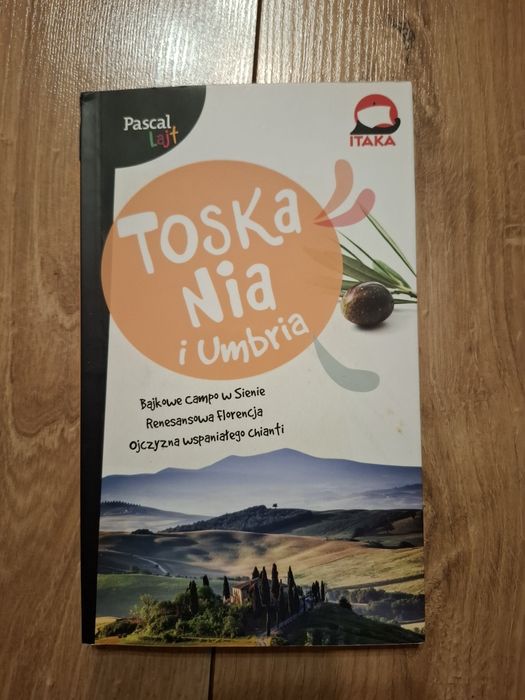 Pascal
Lajt
ITAKA
TOSKA
Nia
i Umbria
Bajkowe Campo w Sienie
Renesansowa Florencja
Ojczyzna wspaniałego Chianti